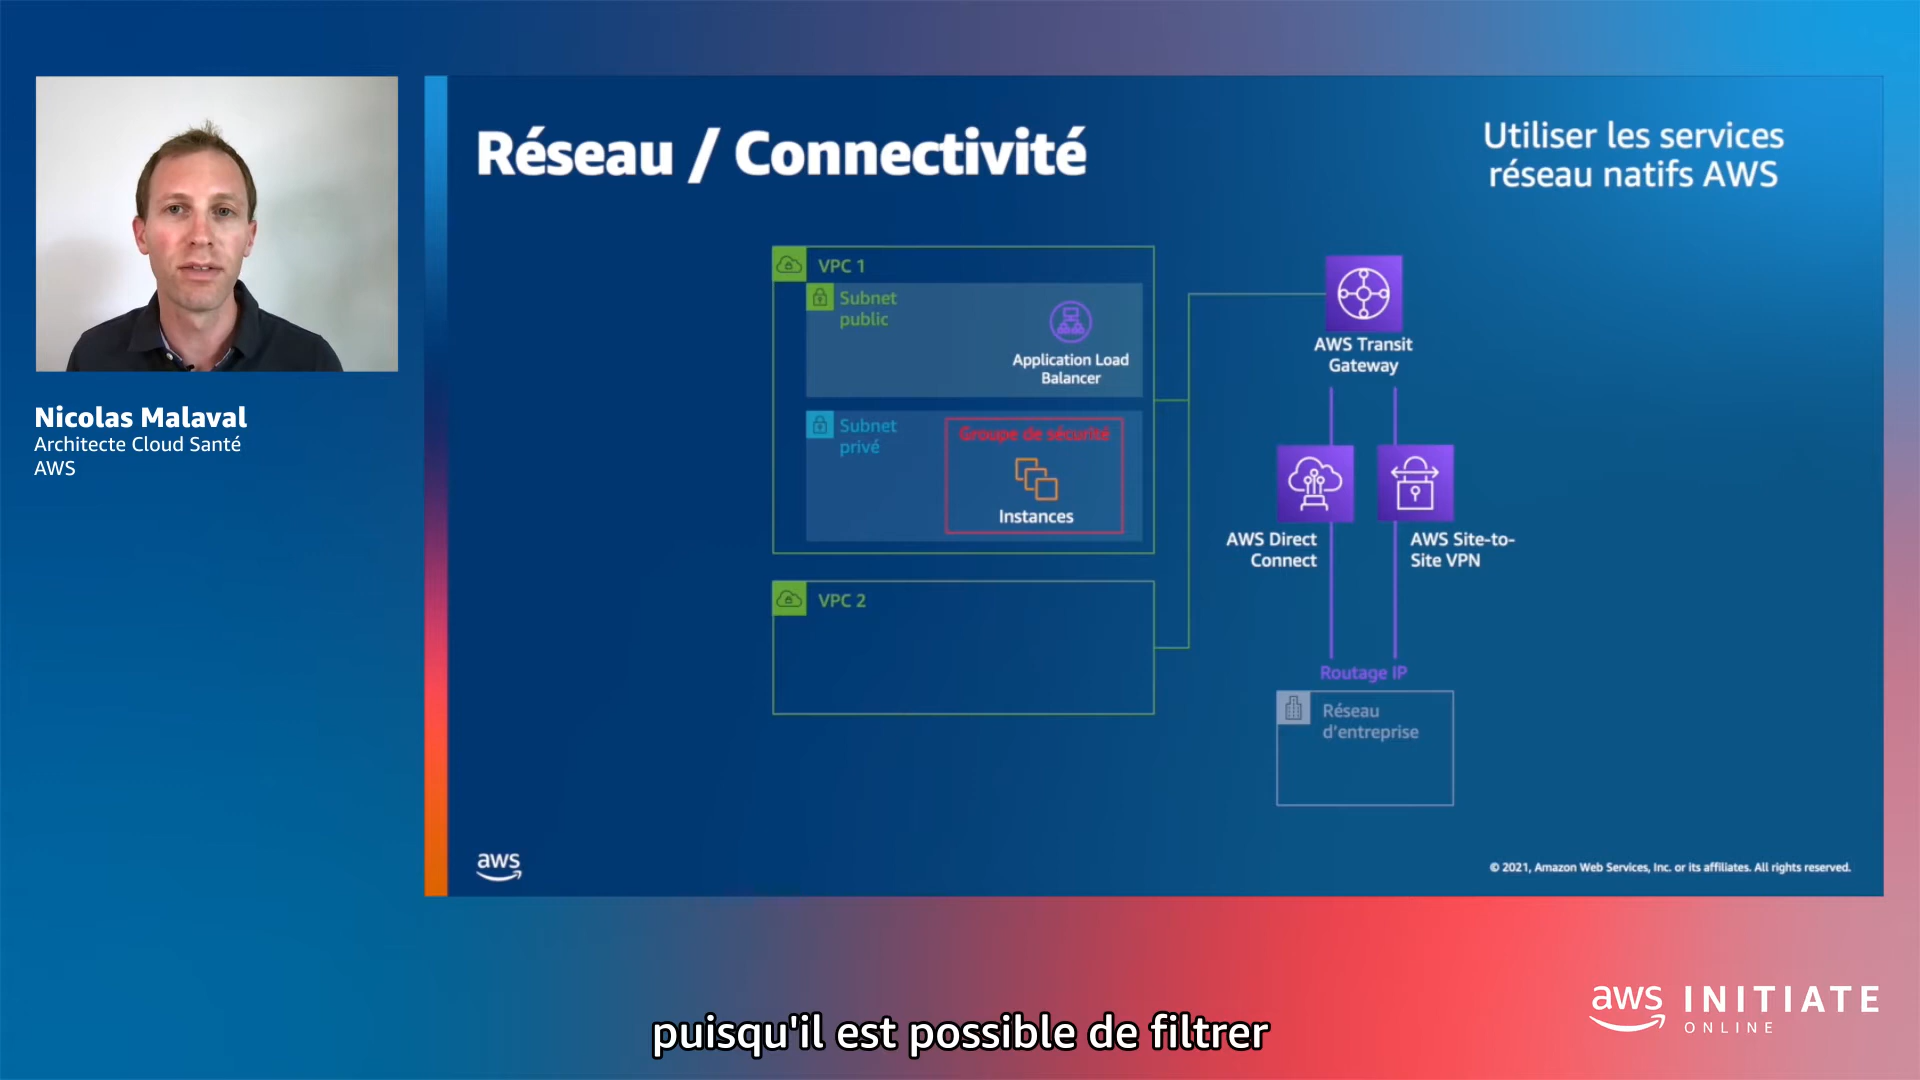 Réseau / Connectivité
Utiliser les services
réseau natifs AWS
Nicolas Malaval
Architecte Cloud Santé
AWS
VPC 1
Subnet
public
Application Load
Balancer
Subnet
privé
Groupe de sécurité
Instances
VPC 2
AWS Transit
Gateway
AWS Direct
Connect
AWS Site-to-
Site VPN
Routage IP
Réseau
d'entreprise
aws
© 2021, Amazon Web Services, Inc. or its affiliates. All rights reserved.
aws INITIATE
ONLINE
puisqu'il est possible de filtrer